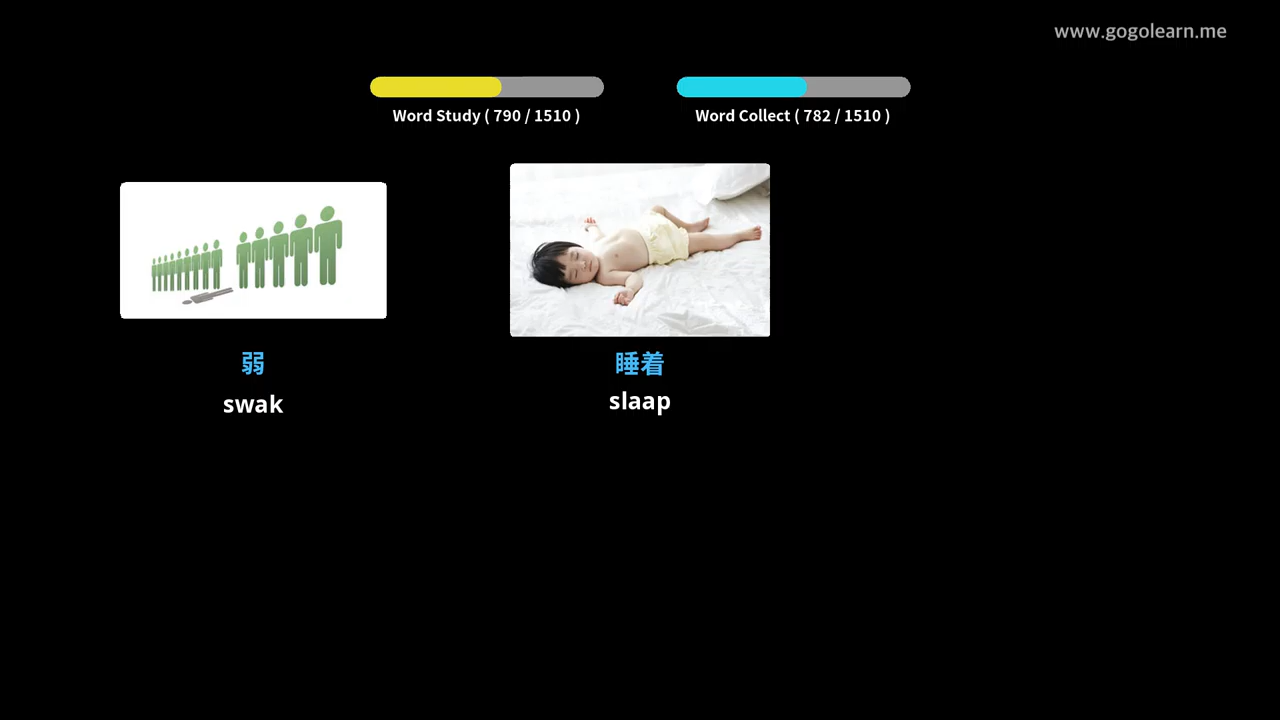 www.gogolearn.me
Word Study ( 790 / 1510 )
Word Collect ( 782 / 1510 )
弱
swak
睡着
slaap